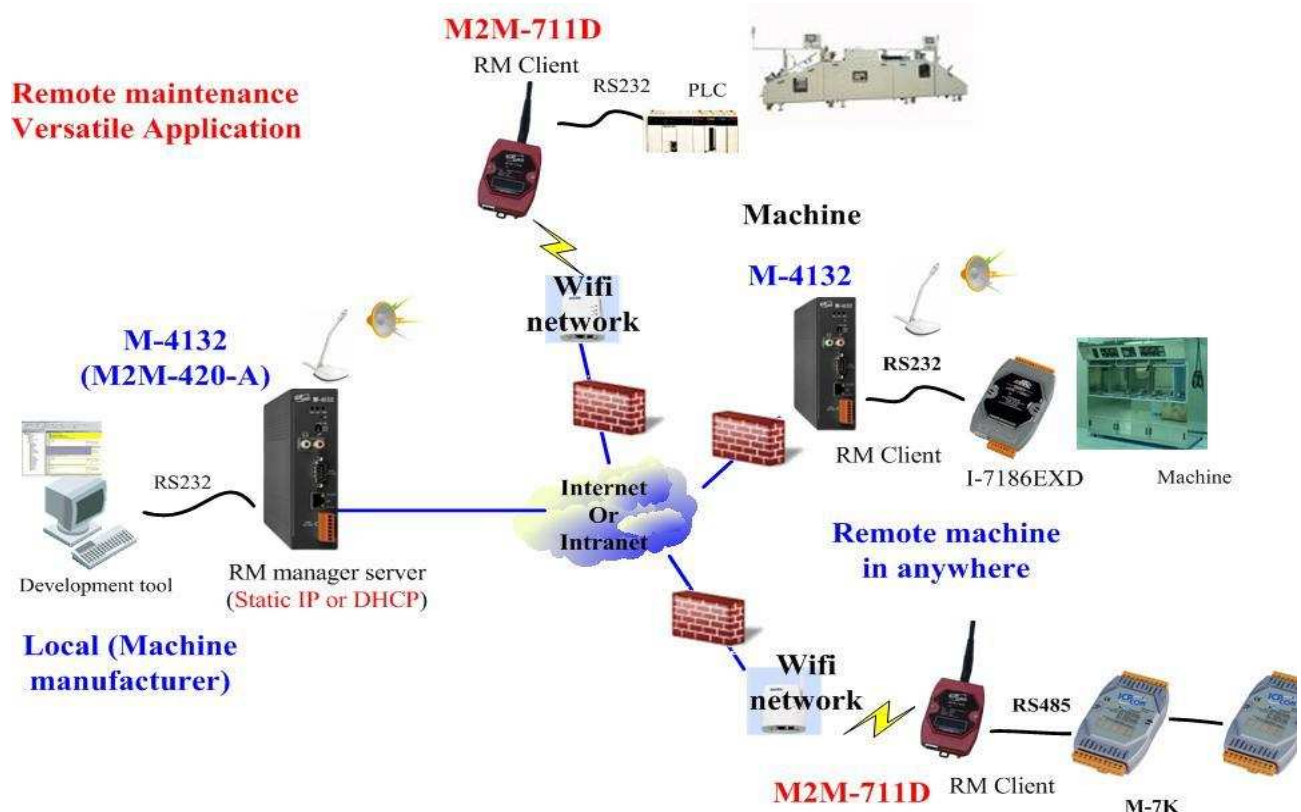 M2M-711D
RM Client
RS232
PLC
Remote maintenance
Versatile Application
Machine
Wifi
network
M-4132
M-4132
RS232
RM Client
I-7186EXD
Machine
M-4132
(M2M-420-A)
M-4132
RS232
Development tool
RM manager server
(Static IP or DHCP)
Internet
Or
Intranet
Remote machine
in anywhere
Local (Machine
manufacturer)
Wifi
network
RS485
M2M-711D
RM Client
M-7K